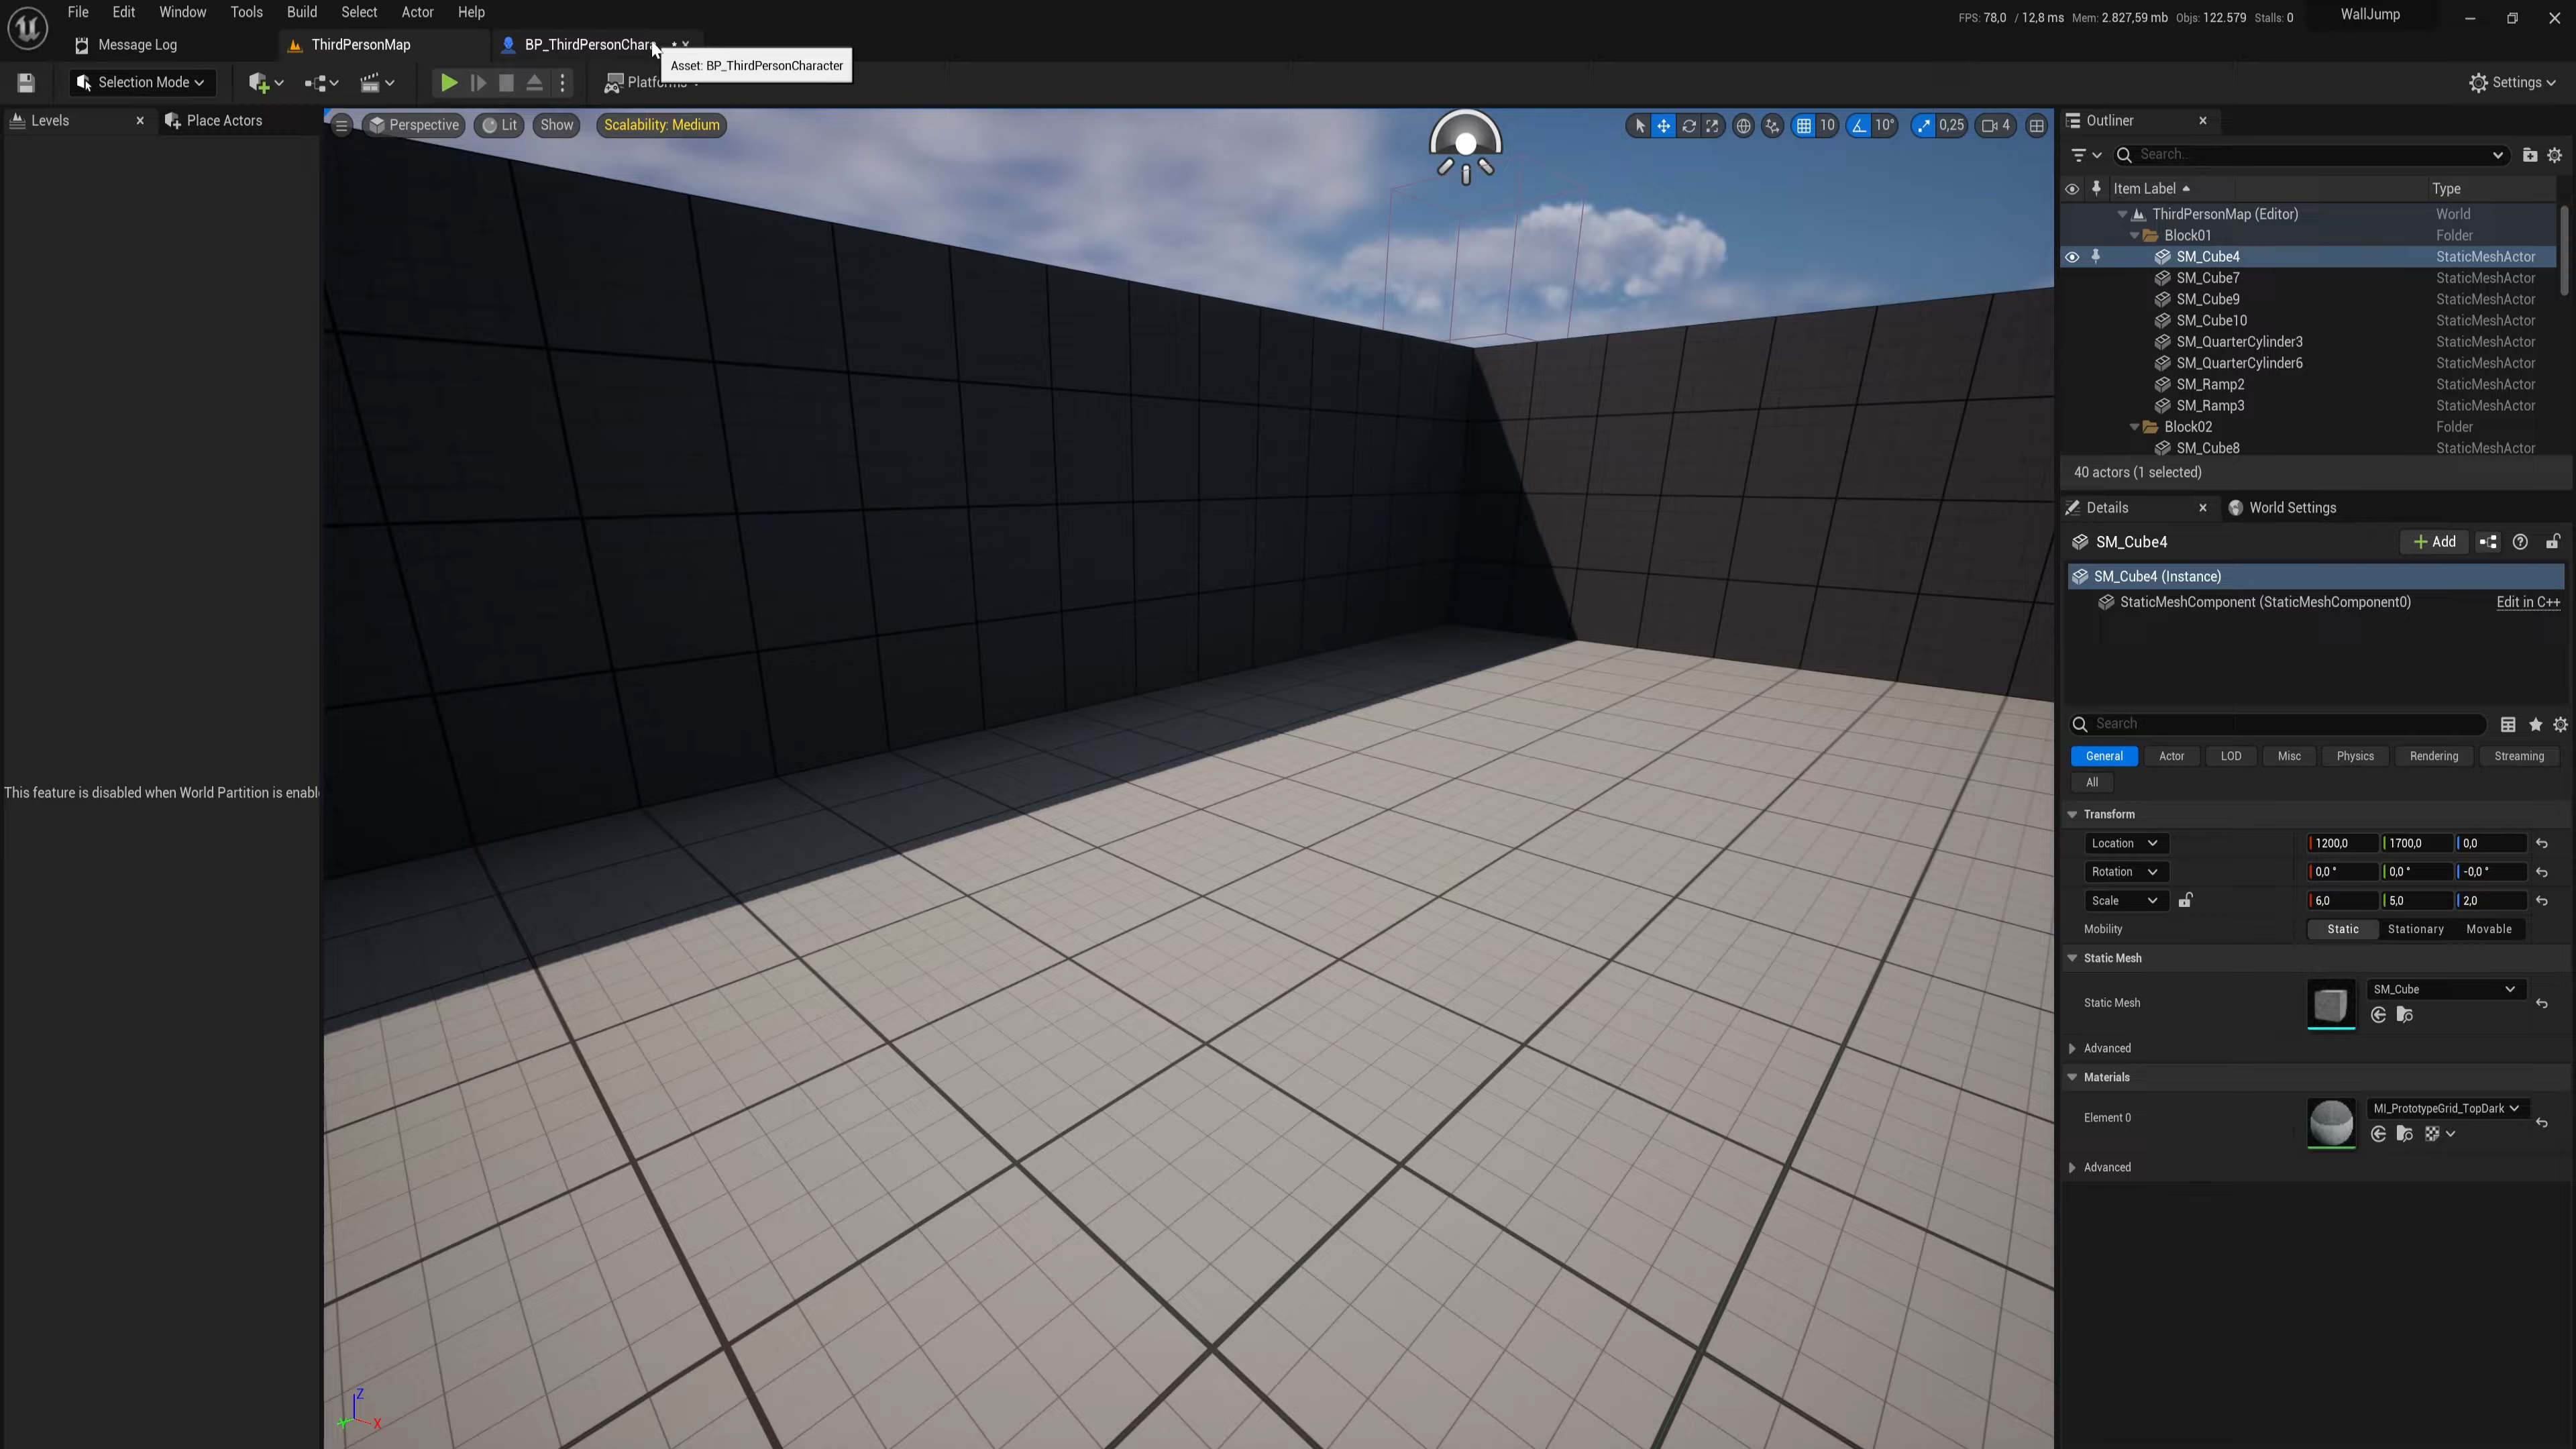 File Edit Window Tools Build Select Actor Help
FPS: 78,0 / 12,8 ms Mem: 2.827,59 mb Objs: 122.579 Stalls: 0 WallJump
Message Log ThirdPersonMap BP_ThirdPersonChara
Asset: BP_ThirdPersonCharacter
Selection Mode Settings
Levels Place Actors
Perspective Lit Show Scalability: Medium 10 10° 0,25 4
This feature is disabled when World Partition is enabl
Z
Y X
Outliner
Search...
Item Label Type
ThirdPersonMap (Editor) World
Block01 Folder
SM_Cube4 StaticMeshActor
SM_Cube7 StaticMeshActor
SM_Cube9 StaticMeshActor
SM_Cube10 StaticMeshActor
SM_QuarterCylinder3 StaticMeshActor
SM_QuarterCylinder6 StaticMeshActor
SM_Ramp2 StaticMeshActor
SM_Ramp3 StaticMeshActor
Block02 Folder
SM_Cube8 StaticMeshActor
40 actors (1 selected)
Details World Settings
SM_Cube4 Add
SM_Cube4 (Instance)
StaticMeshComponent (StaticMeshComponent0) Edit in C++
Search
General Actor LOD Misc Physics Rendering Streaming
All
Transform
Location 1200,0 1700,0 0,0
Rotation 0,0 ° 0,0 ° -0,0 °
Scale 6,0 5,0 2,0
Mobility Static Stationary Movable
Static Mesh
Static Mesh SM_Cube
Advanced
Materials
Element 0 MI_PrototypeGrid_TopDark
Advanced